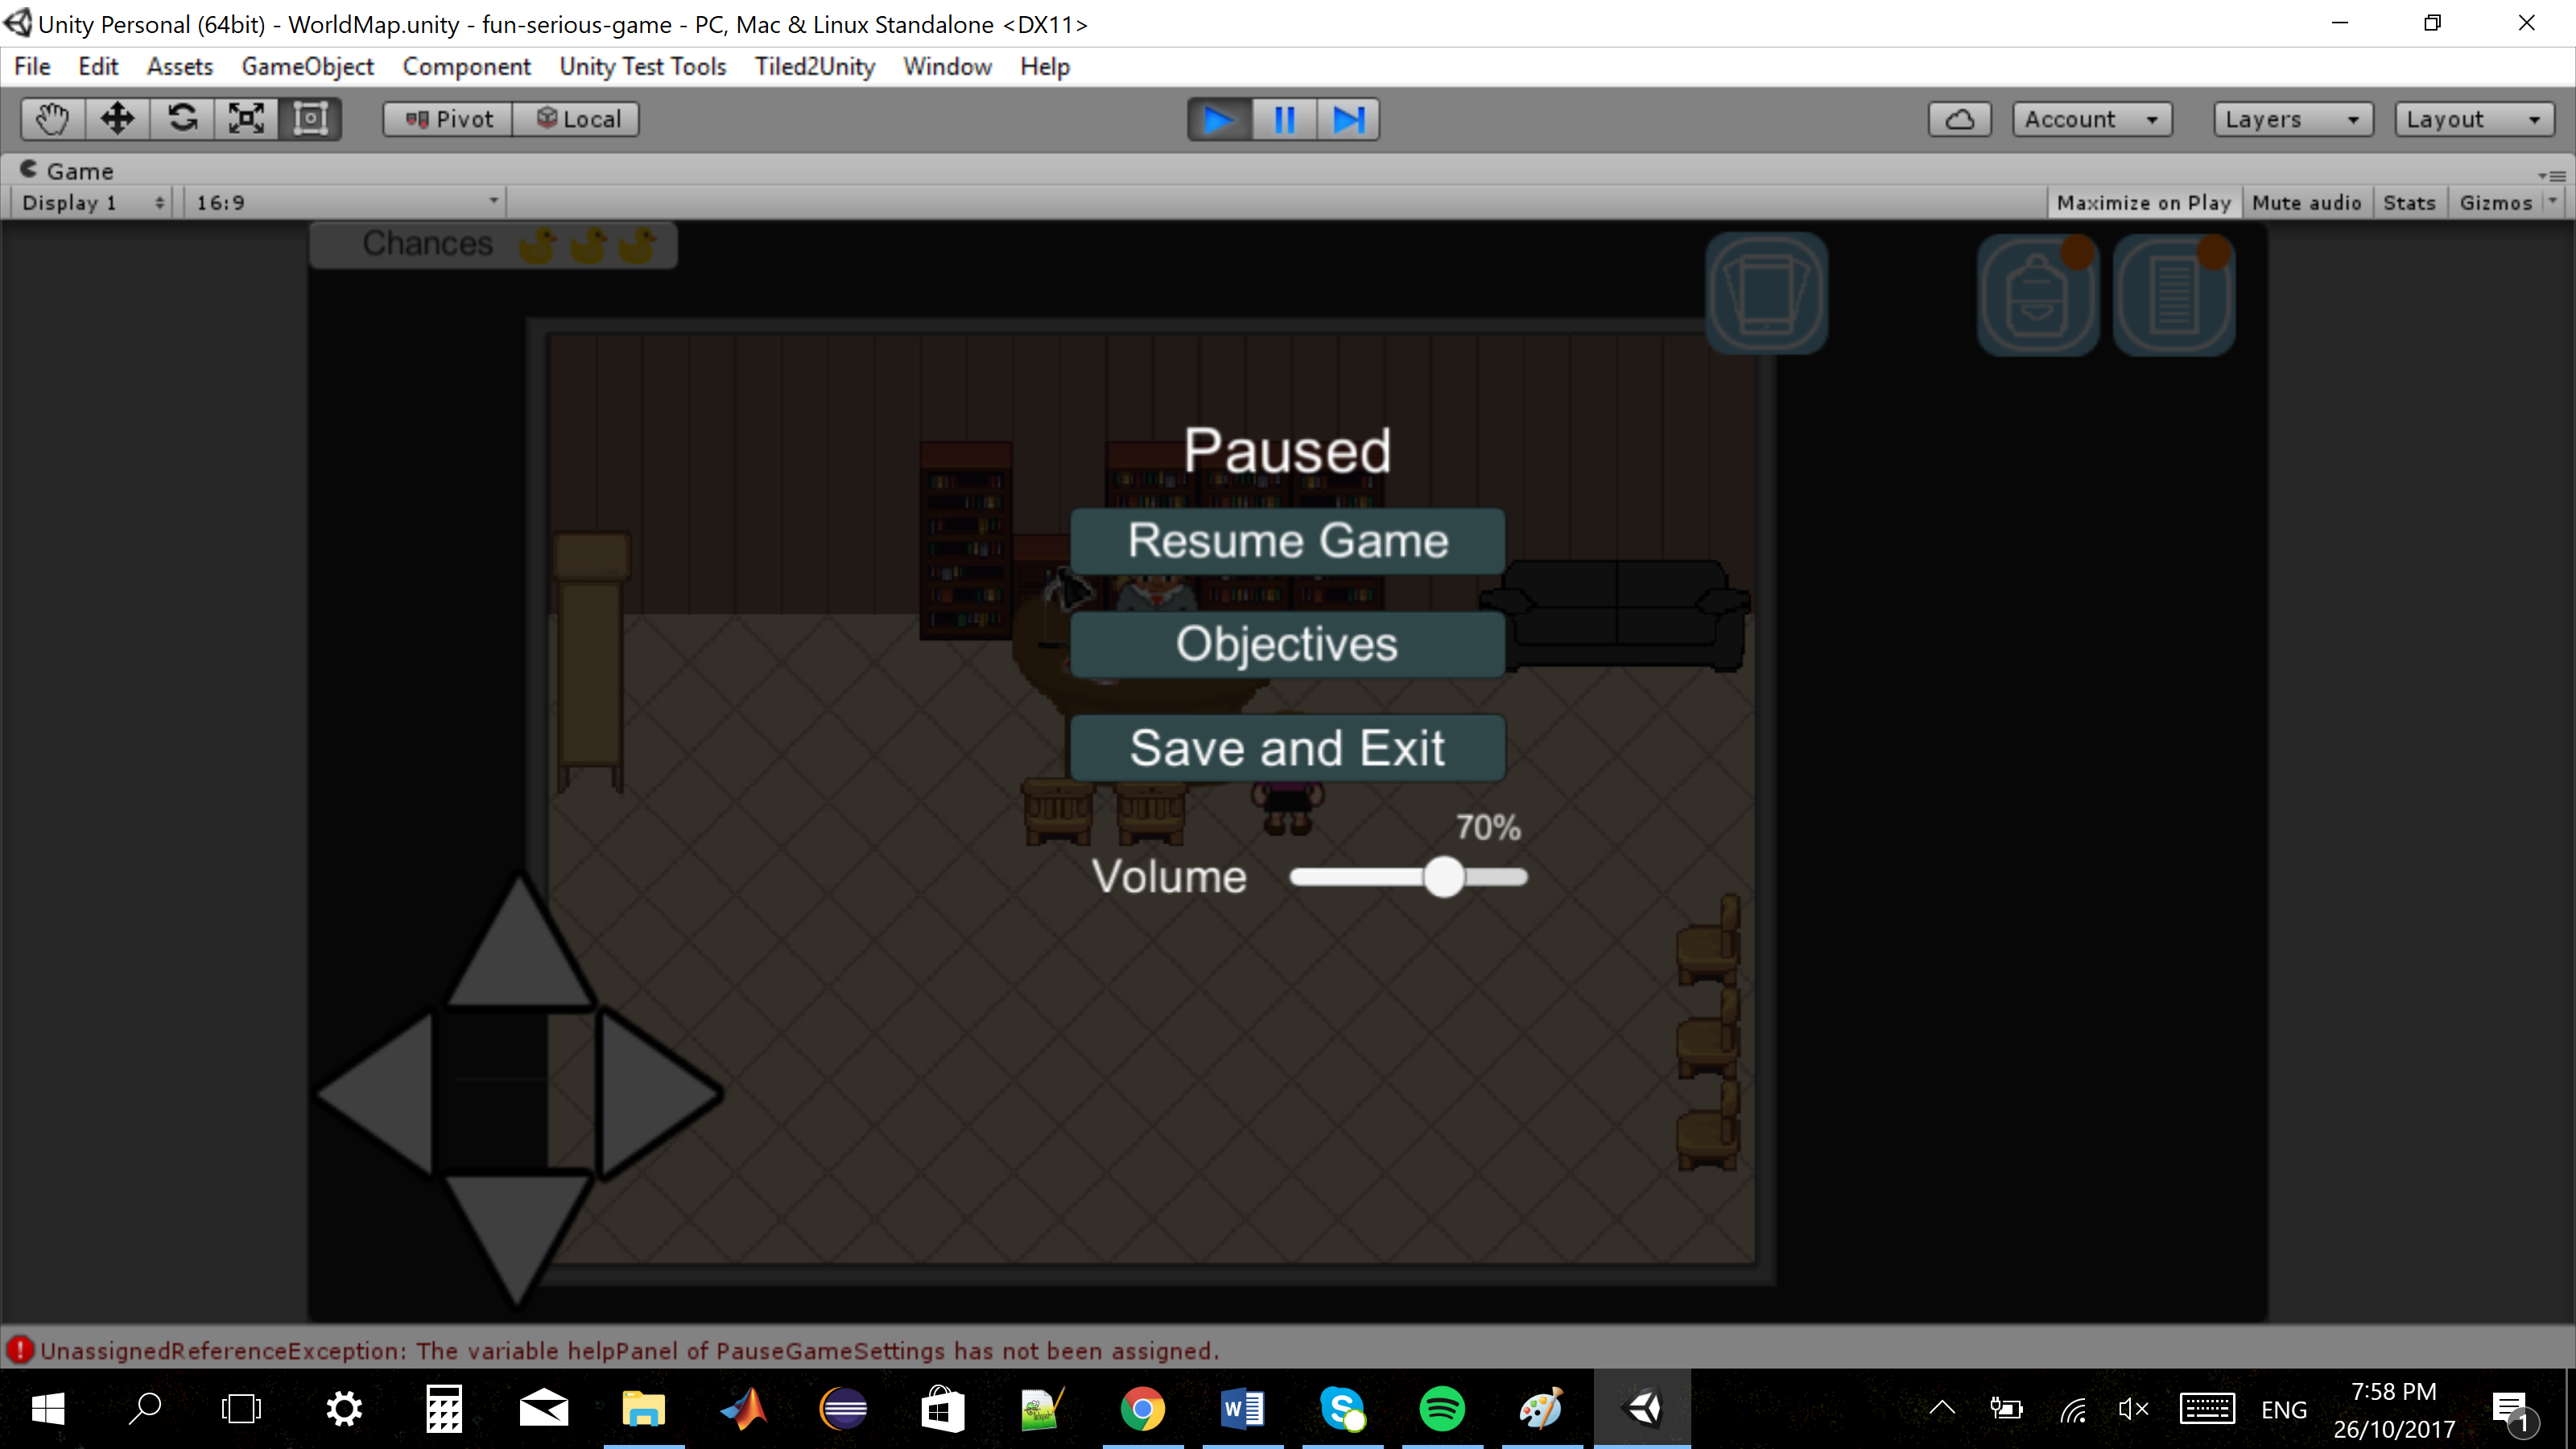 Unity Personal (64bit) - WorldMap.unity - fun-serious-game - PC, Mac & Linux Standalone <DX11>
File Edit Assets GameObject Component Unity Test Tools Tiled2Unity Window Help
Pivot Local Account Layers Layout
Game
Display 1 16:9 Maximize on Play Mute audio Stats Gizmos
Chances
Paused
Resume Game
Objectives
Save and Exit
70%
Volume
UnassignedReferenceException: The variable helpPanel of PauseGameSettings has not been assigned.
ENG
7:58 PM
26/10/2017
1